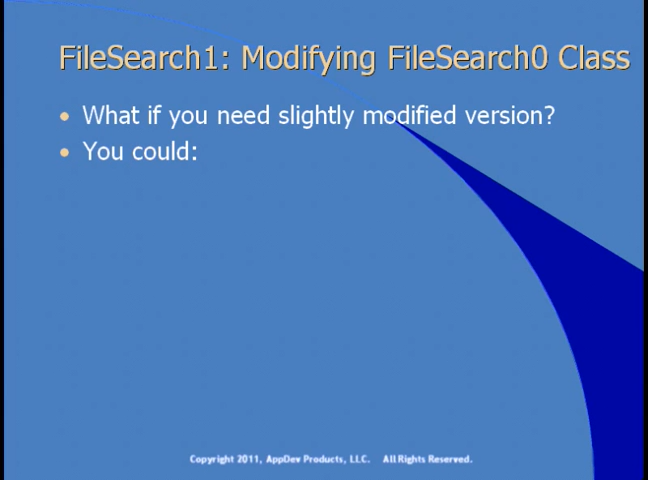 FileSearch1: Modifying FileSearch0 Class
• What if you need slightly modified version?
• You could:
Copyright 2011, AppDev Products, LLC. All Rights Reserved.